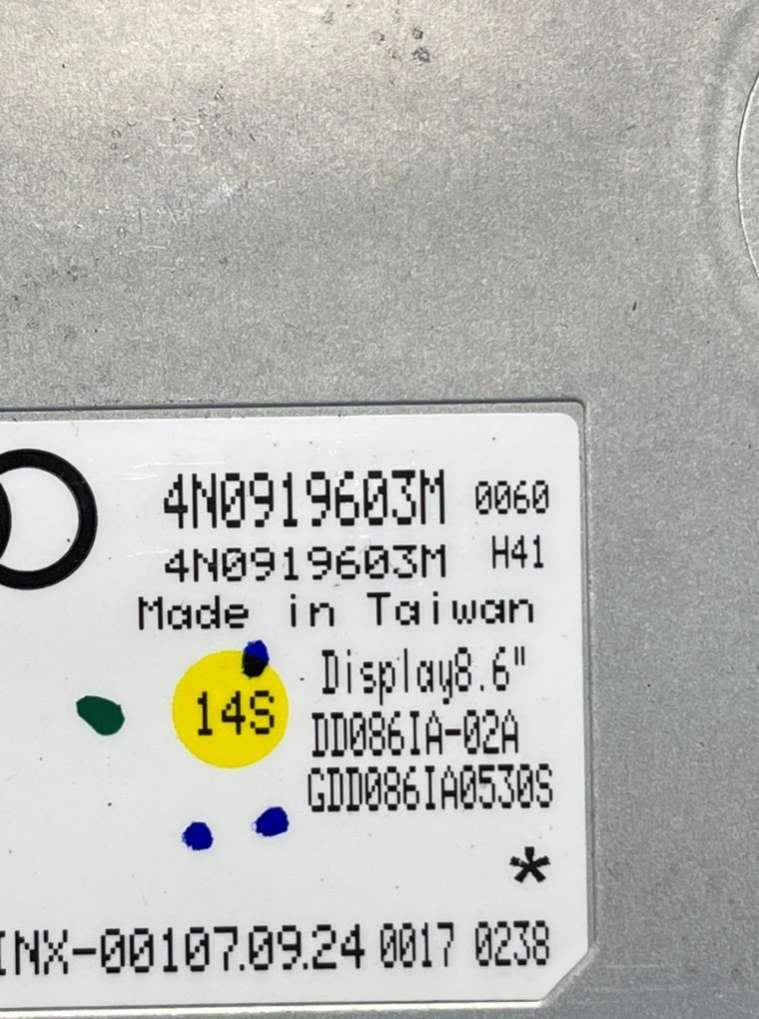 4N0919603M 0060
4N0919603M H41
Made in Taiwan
Display8.6"
14S
DD086IA-02A
GDD086IA0530S
*
INX-00107.09.24 0017 0238